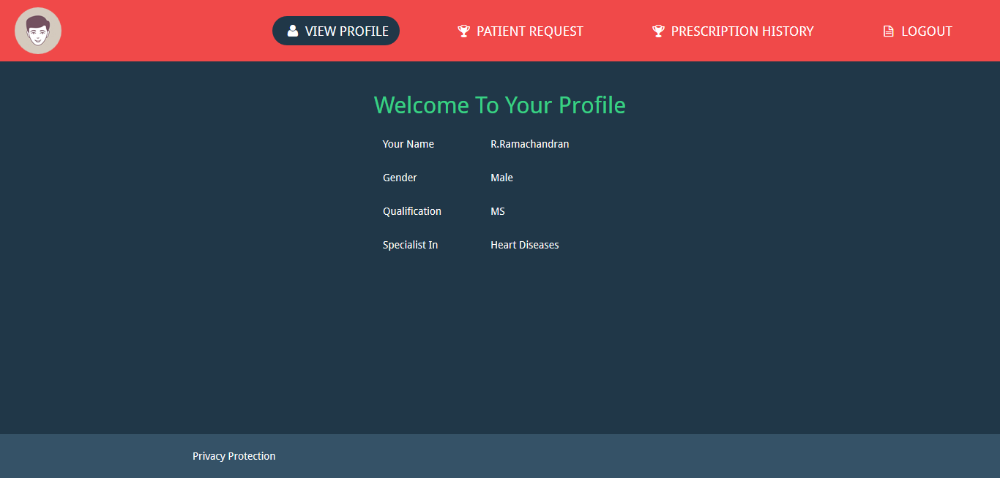 VIEW PROFILE PATIENT REQUEST PRESCRIPTION HISTORY LOGOUT
Welcome To Your Profile
Your Name R.Ramachandran
Gender Male
Qualification MS
Specialist In Heart Diseases
Privacy Protection